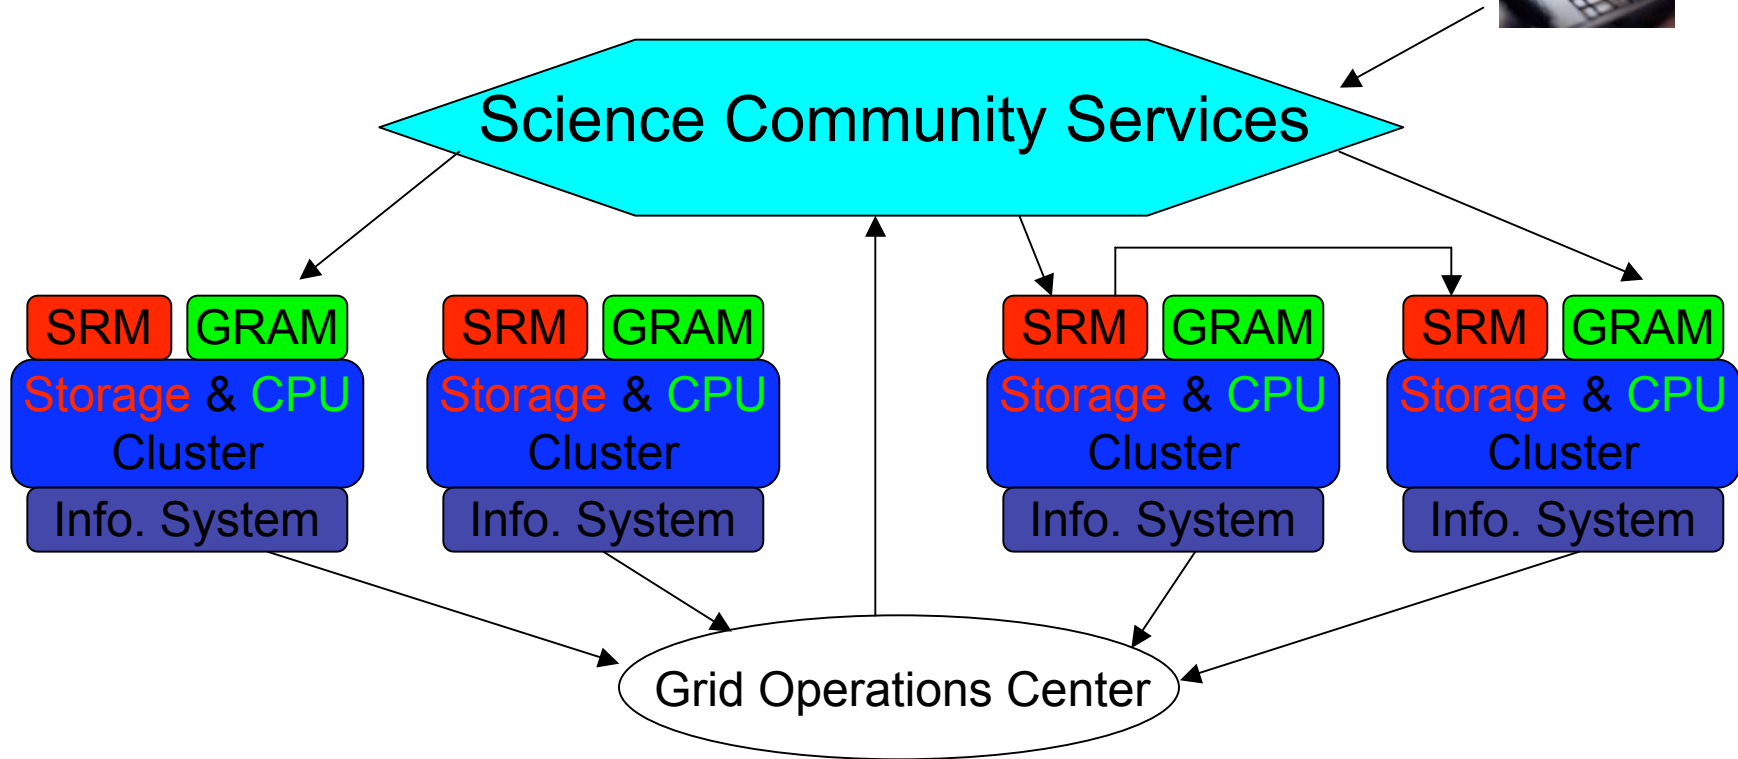 Science Community Services
SRM GRAM SRM GRAM SRM GRAM SRM GRAM
Storage & CPU Storage & CPU Storage & CPU Storage & CPU
Cluster Cluster Cluster Cluster
Info. System Info. System Info. System Info. System
Grid Operations Center